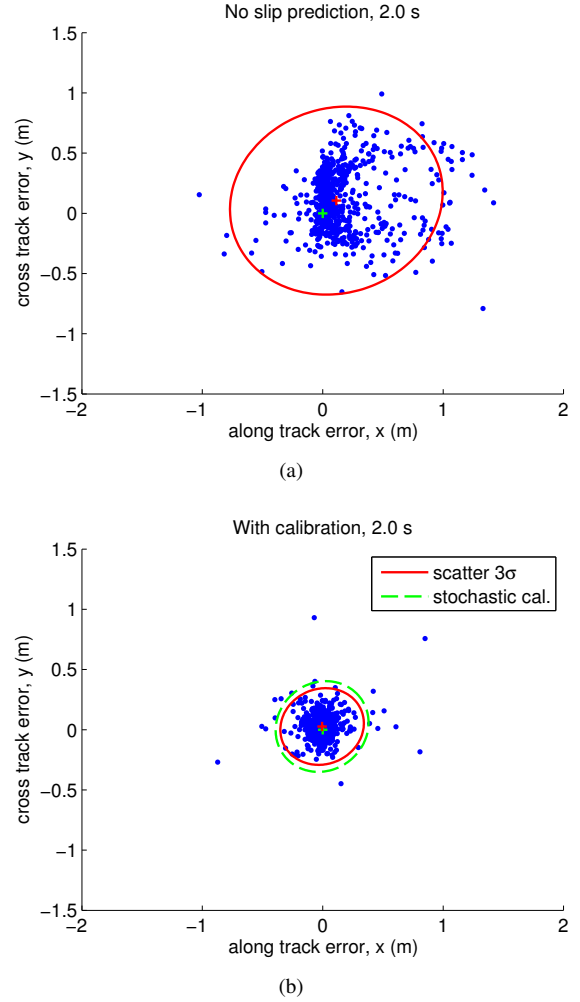 No slip prediction, 2.0 s
1.5
1
0.5
0
−0.5
−1
−1.5
−2
−1
0
1
2
cross track error, y (m)
along track error, x (m)
(a)
With calibration, 2.0 s
scatter 3σ
stochastic cal.
1.5
1
0.5
0
−0.5
−1
−1.5
−2
−1
0
1
2
cross track error, y (m)
along track error, x (m)
(b)